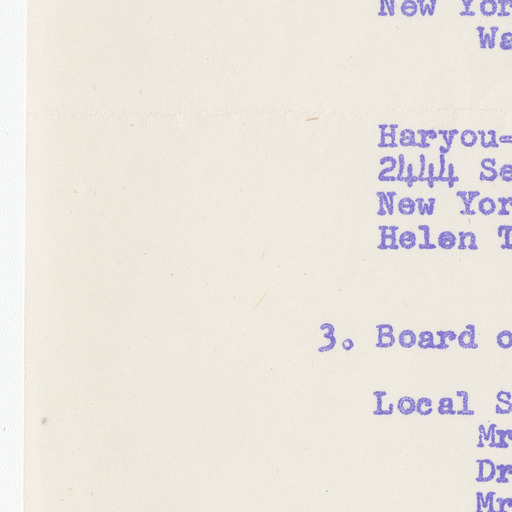 New Yor
Wa
Haryou-
2444 Se
New Yor
Helen T
3. Board o
Local S
Mr
Dr
Mr